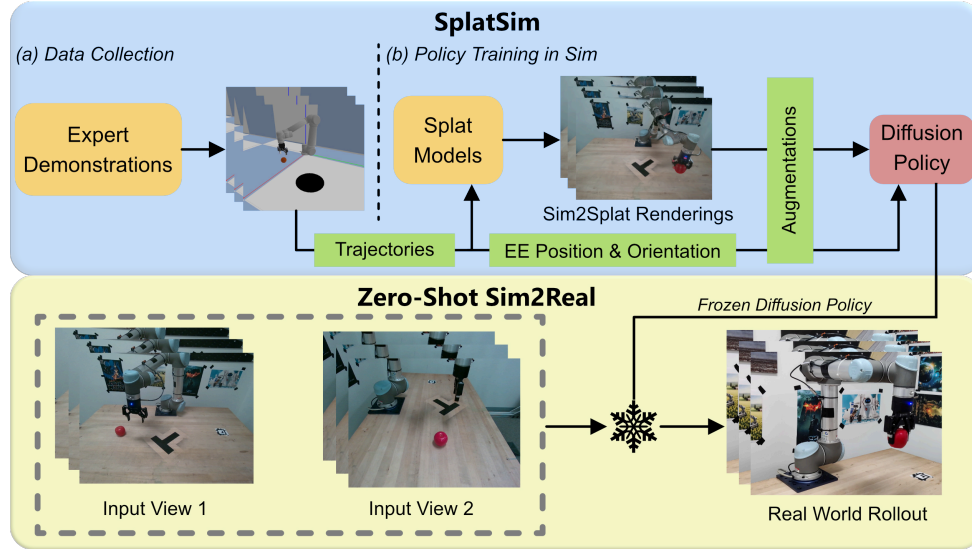 SplatSim
(a) Data Collection
(b) Policy Training in Sim
Expert
Demonstrations
Splat
Models
Sim2Splat Renderings
Augmentations
Diffusion
Policy
Trajectories
EE Position & Orientation
Zero-Shot Sim2Real
Frozen Diffusion Policy
Input View 1
Input View 2
Real World Rollout